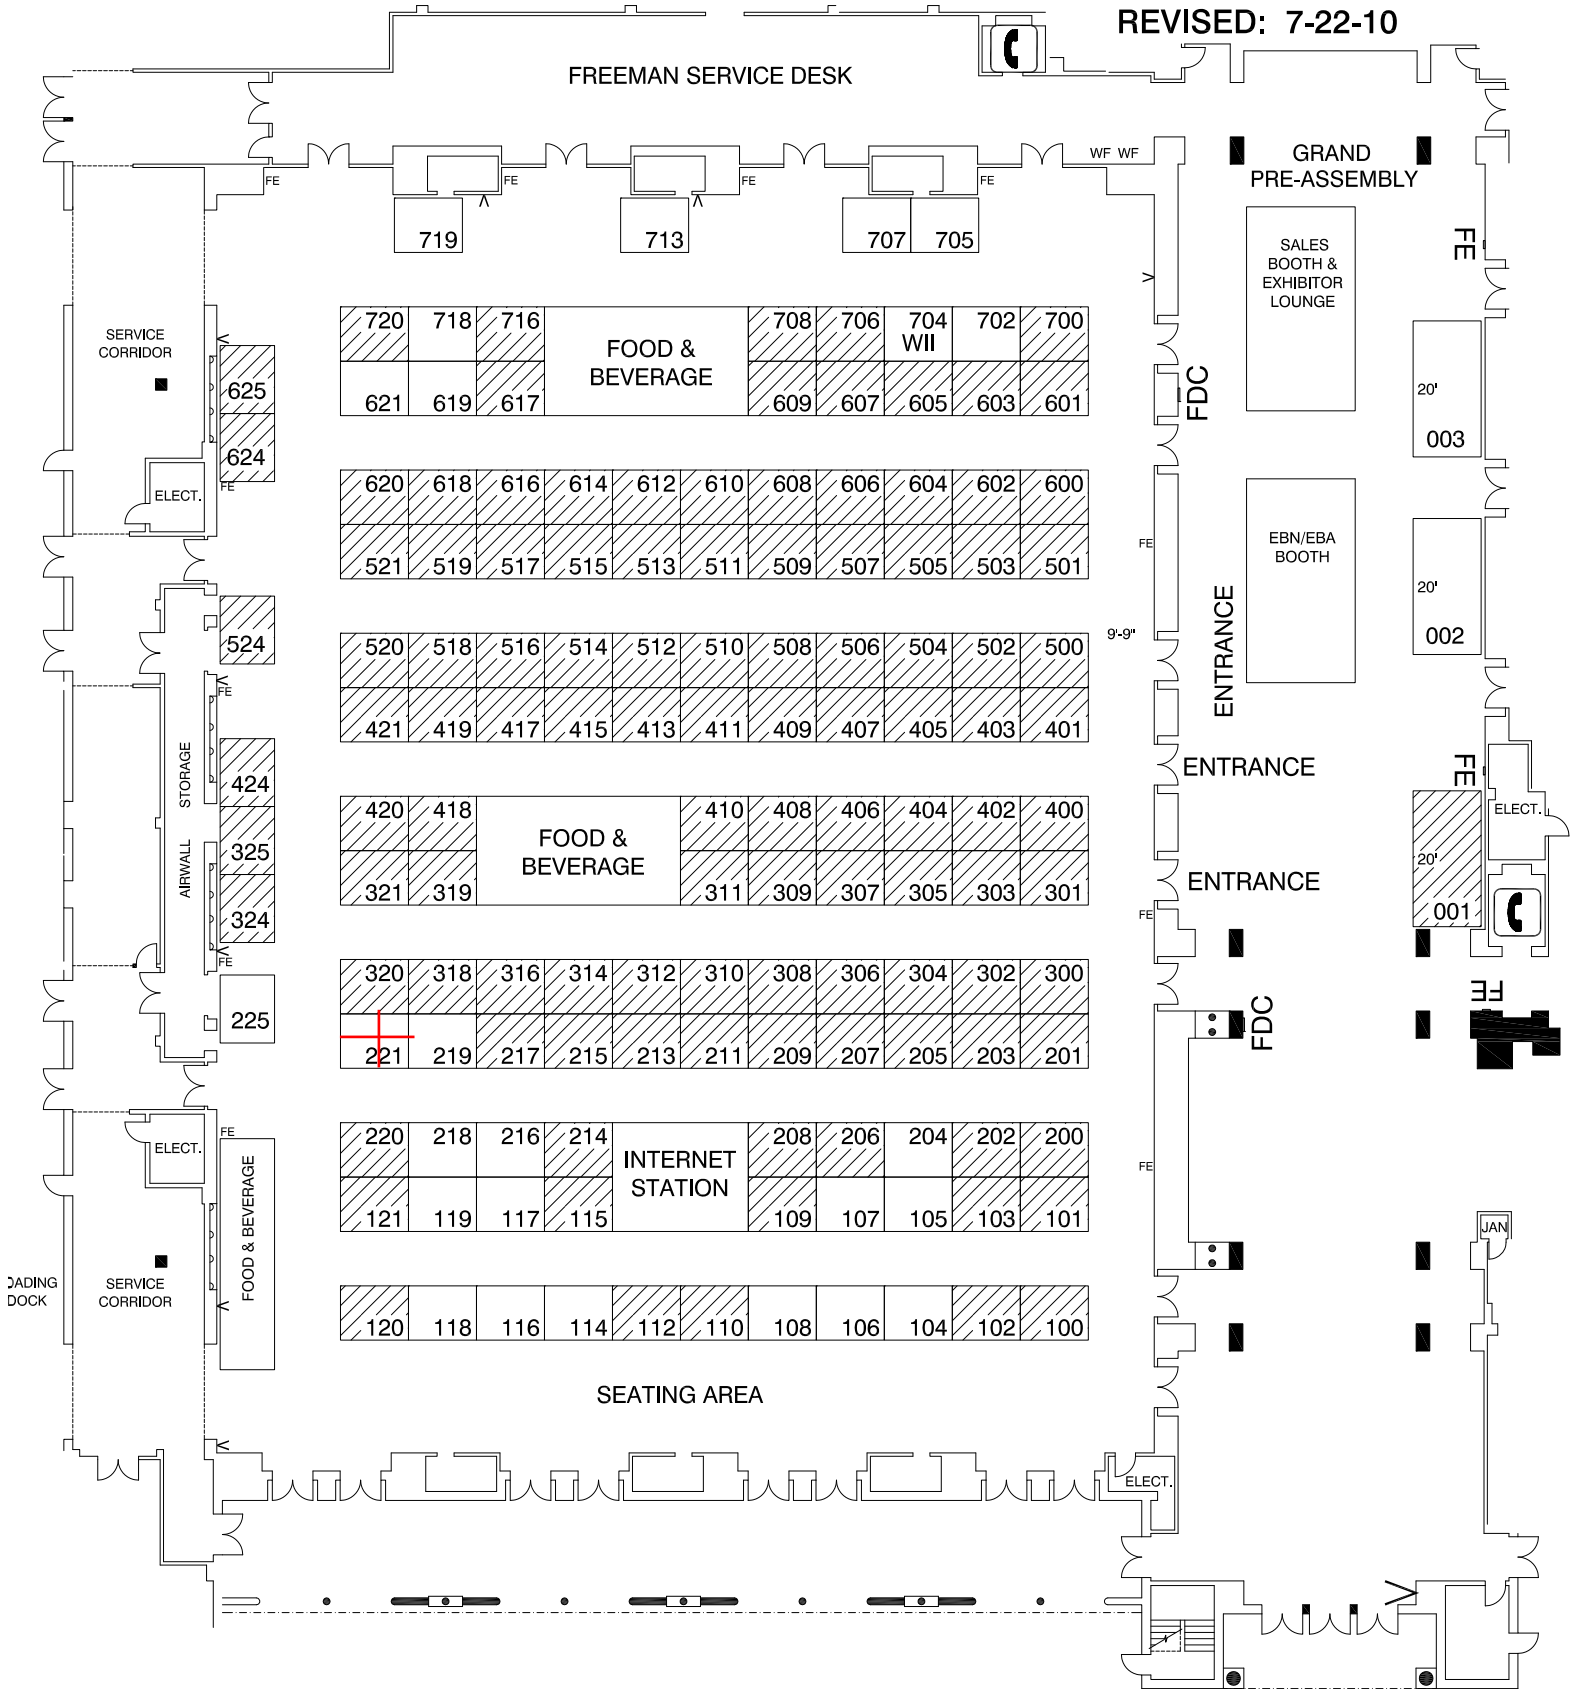 REVISED: 7-22-10
FREEMAN SERVICE DESK
WF WF
GRAND
PRE-ASSEMBLY
FE
FE
FE
FE
719
713
707
705
SALES
BOOTH &
EXHIBITOR
LOUNGE
FE
SERVICE
CORRIDOR
720
718
716
FOOD &
BEVERAGE
708
706
704
WII
702
700
625
621
619
617
609
607
605
603
601
FDC
20'
003
624
FE
ELECT.
620
618
616
614
612
610
608
606
604
602
600
521
519
517
515
513
511
509
507
505
503
501
FE
EBN/EBA
BOOTH
20'
002
524
520
518
516
514
512
510
508
506
504
502
500
9'-9"
ENTRANCE
FE
421
419
417
415
413
411
409
407
405
403
401
AIRWALL STORAGE
424
ENTRANCE
FE
ELECT.
420
418
FOOD &
BEVERAGE
410
408
406
404
402
400
325
321
319
311
309
307
305
303
301
ENTRANCE
20'
001
324
FE
FE
320
318
316
314
312
310
308
306
304
302
300
FE
225
221
219
217
215
213
211
209
207
205
203
201
FDC
FE
ELECT.
220
218
216
214
INTERNET
STATION
208
206
204
202
200
FE
121
119
117
115
109
107
105
103
101
FOOD & BEVERAGE
JAN
OADING
DOCK
SERVICE
CORRIDOR
120
118
116
114
112
110
108
106
104
102
100
SEATING AREA
ELECT.